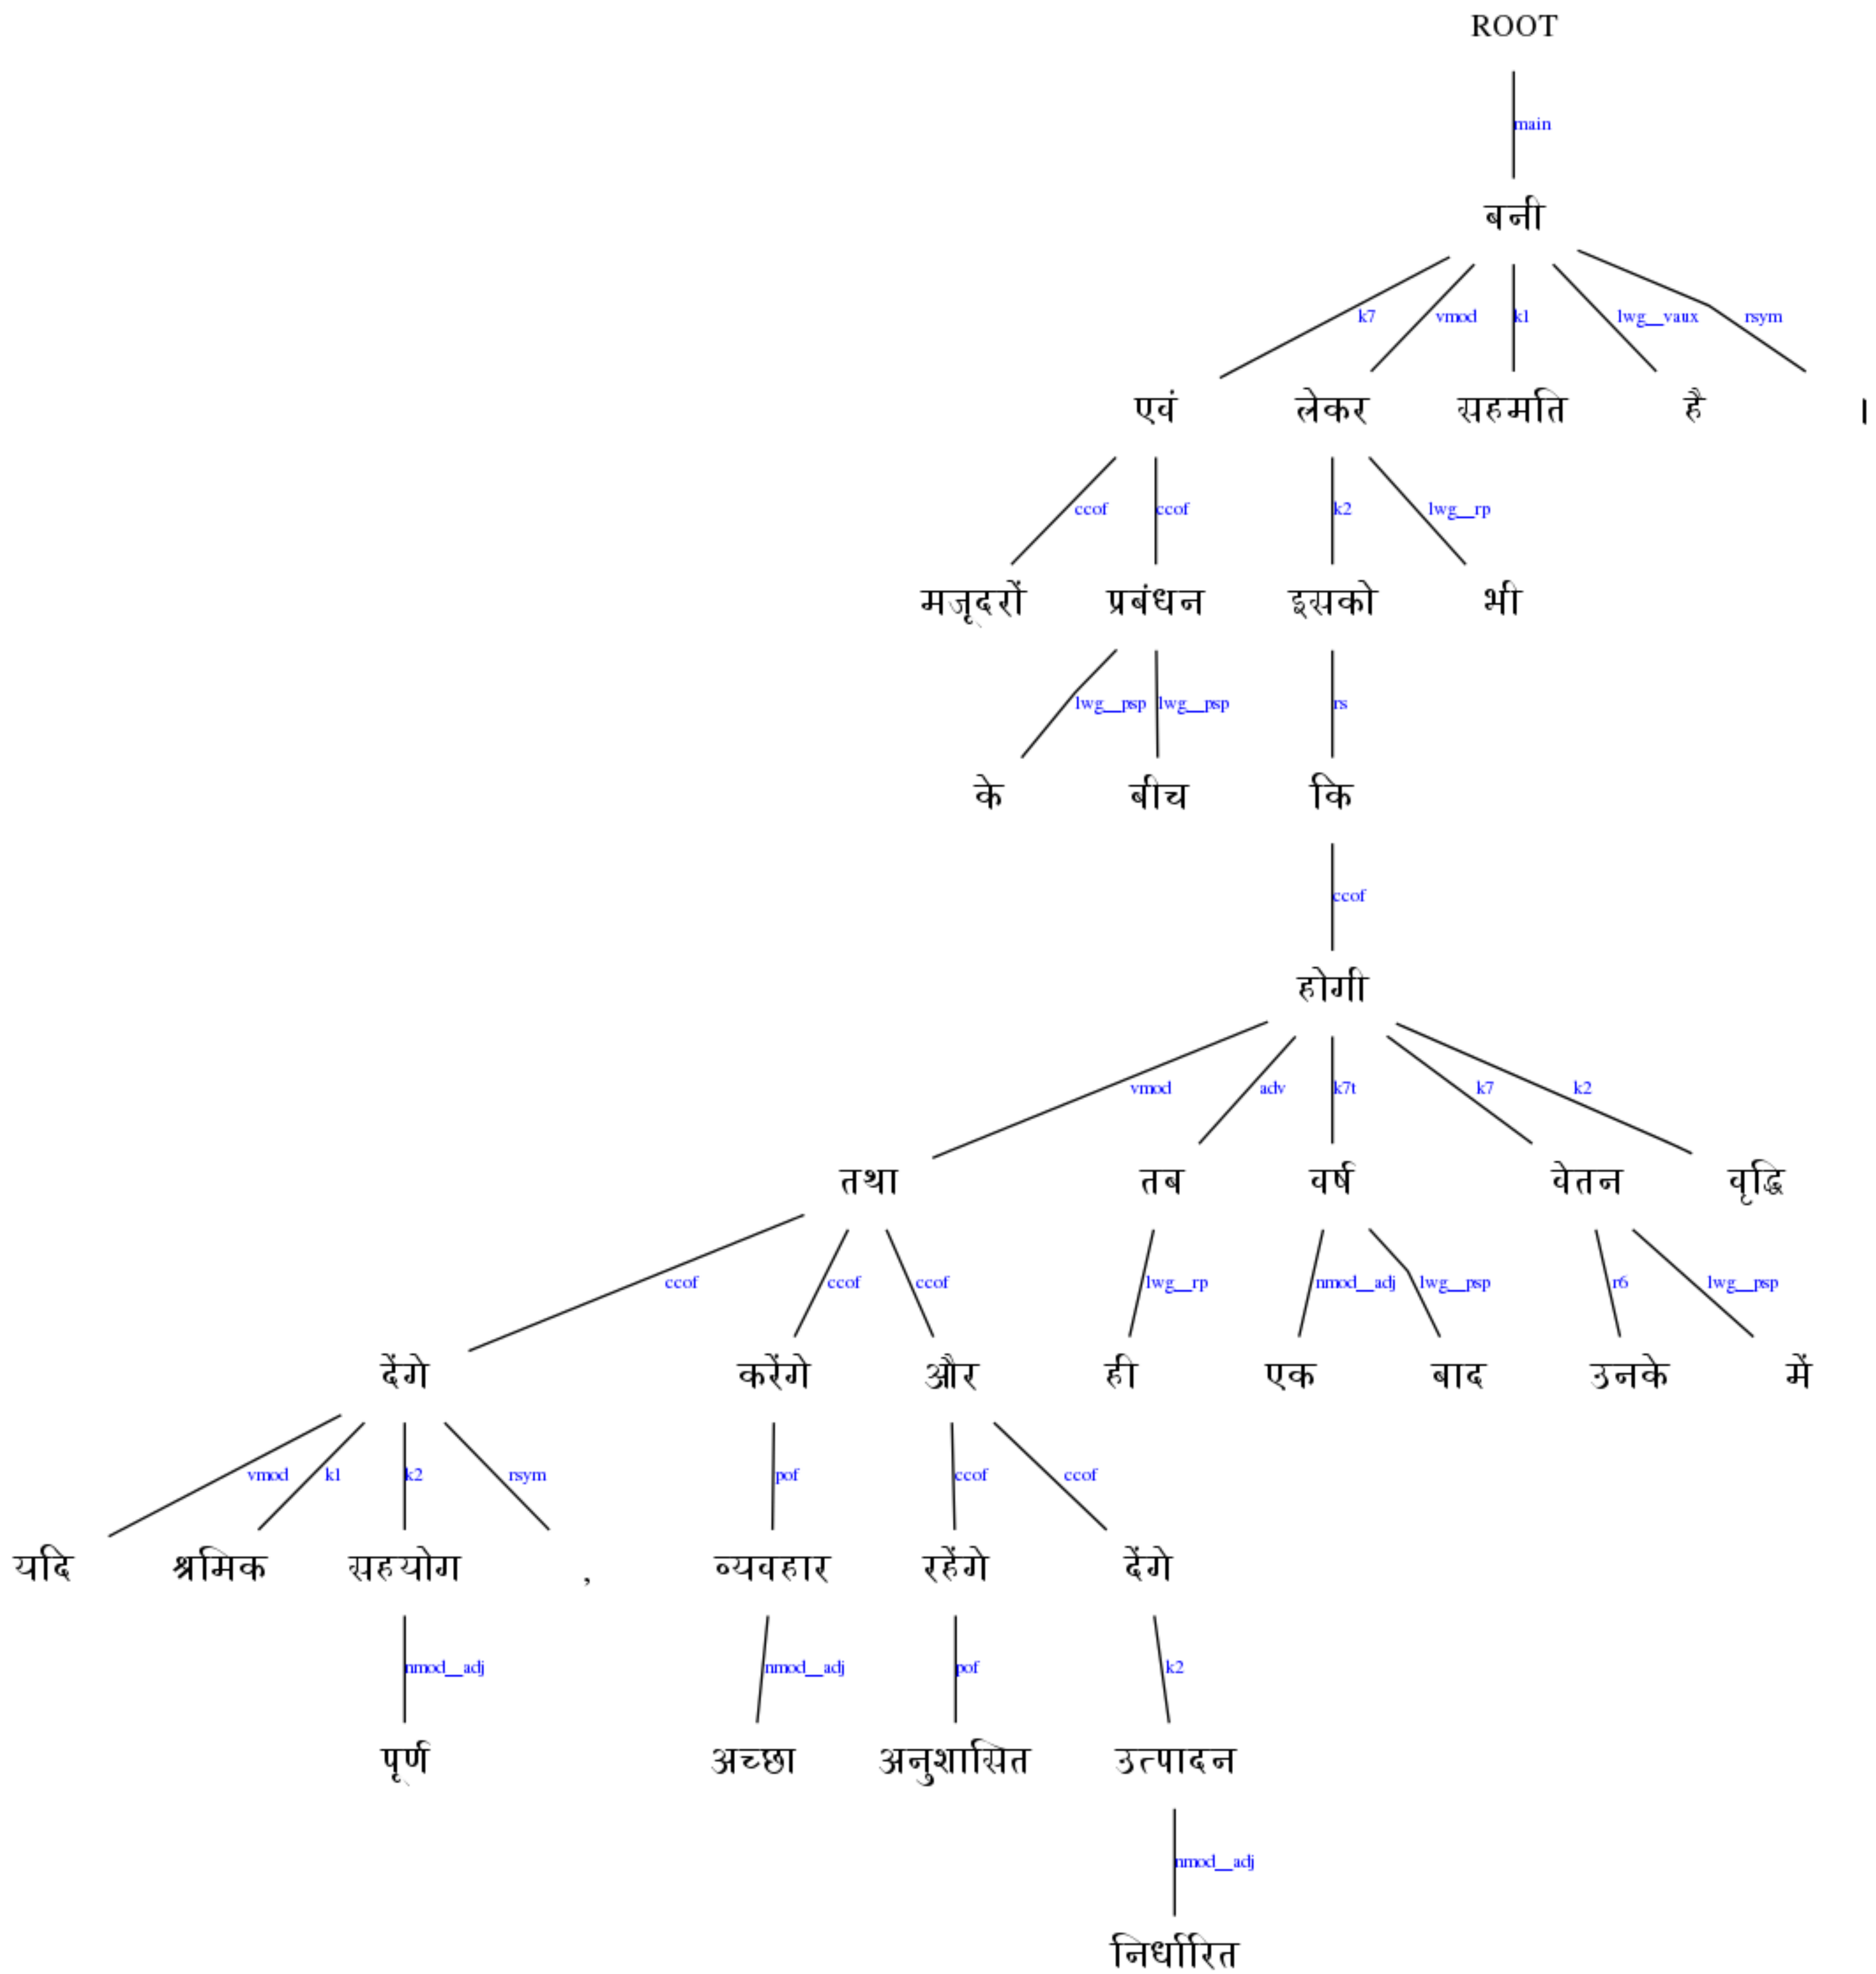 ROOT
main
बनी
k7 vmod k1 lwg__vaux rsym
एवं लेकर सहमति है ।
ccof ccof k2 lwg__rp
मजूदरों प्रबंधन इसको भी
lwg__psp lwg__psp rs
के बीच कि
ccof
होगी
vmod adv k7t k7 k2
तथा तब वर्ष वेतन वृद्धि
ccof ccof ccof lwg__rp nmod__adj lwg__psp r6 lwg__psp
देंगे करेंगे और ही एक बाद उनके में
vmod k1 k2 rsym pof ccof ccof
यदि श्रमिक सहयोग , व्यवहार रहेंगे देंगे
nmod__adj nmod__adj pof k2
पूर्ण अच्छा अनुशासित उत्पादन
nmod__adj
निर्धारित